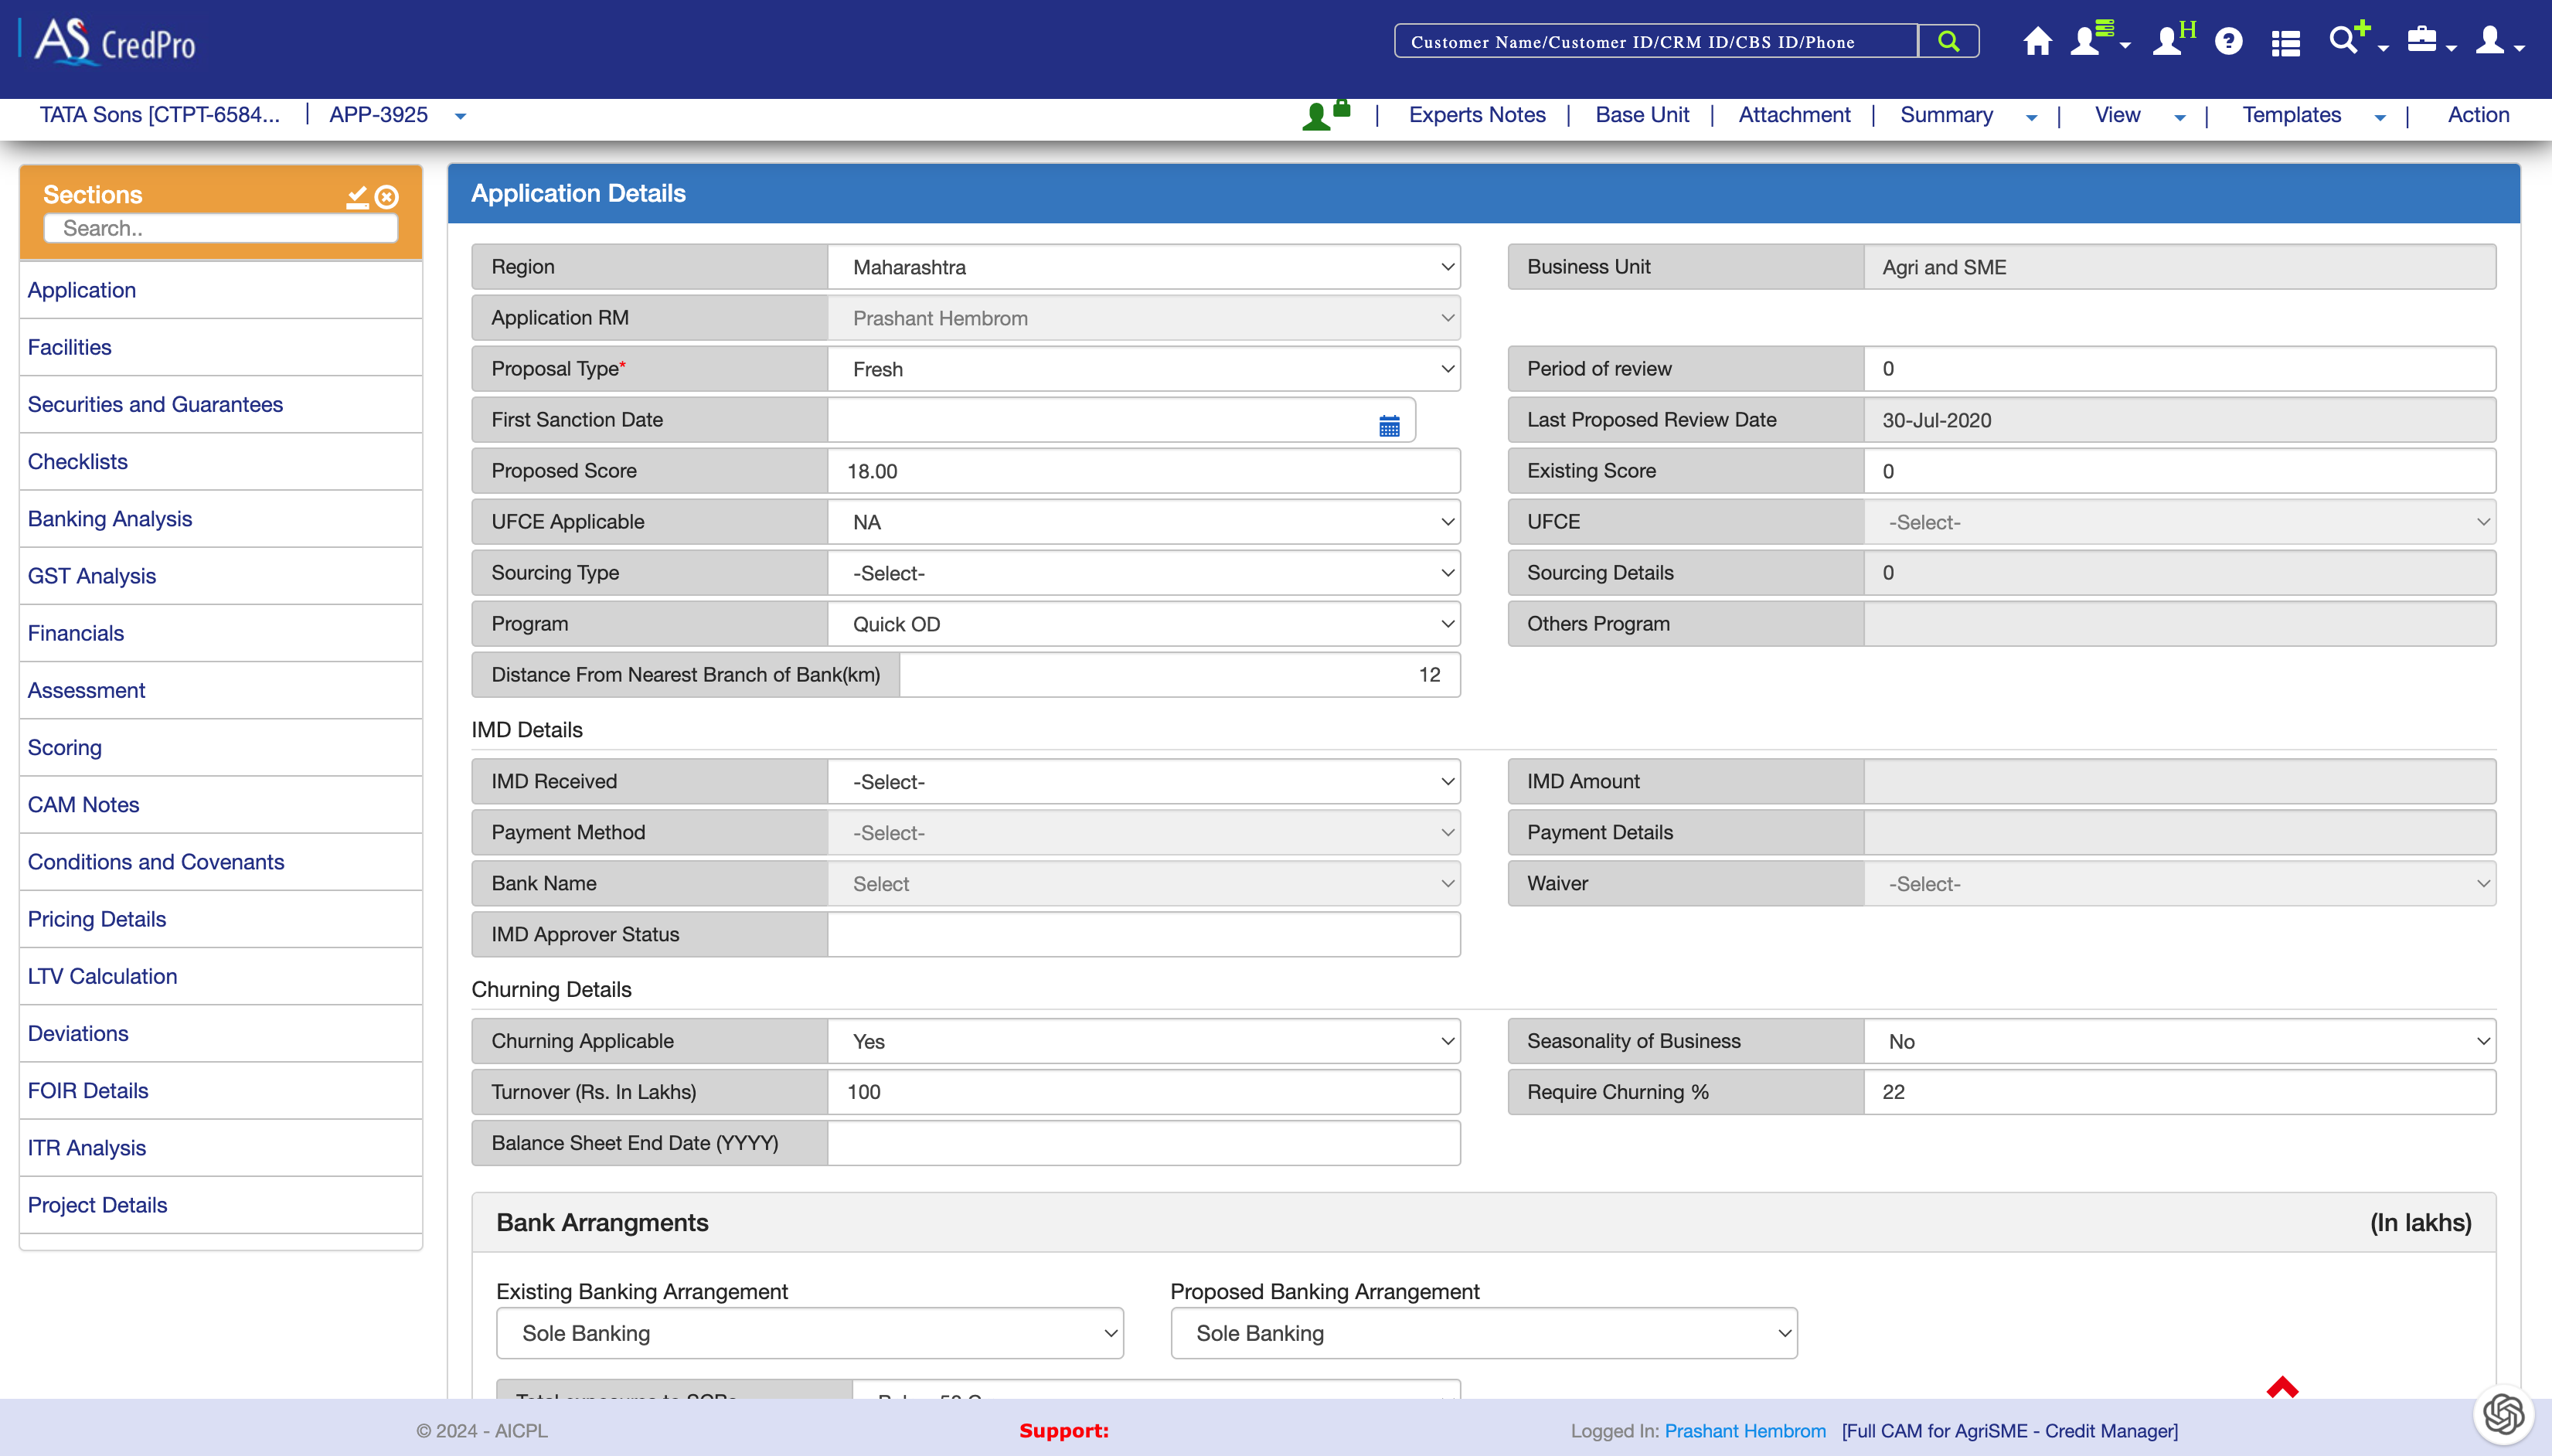 AS CredPro
Customer Name/Customer ID/CRM ID/CBS ID/Phone
H
TATA Sons [CTPT-6584... | APP-3925
| Experts Notes | Base Unit | Attachment | Summary | View | Templates | Action
Sections
Search..
Application
Facilities
Securities and Guarantees
Checklists
Banking Analysis
GST Analysis
Financials
Assessment
Scoring
CAM Notes
Conditions and Covenants
Pricing Details
LTV Calculation
Deviations
FOIR Details
ITR Analysis
Project Details
Application Details
Region Maharashtra Business Unit Agri and SME
Application RM Prashant Hembrom
Proposal Type* Fresh Period of review 0
First Sanction Date Last Proposed Review Date 30-Jul-2020
Proposed Score 18.00 Existing Score 0
UFCE Applicable NA UFCE -Select-
Sourcing Type -Select- Sourcing Details 0
Program Quick OD Others Program
Distance From Nearest Branch of Bank(km) 12
IMD Details
IMD Received -Select- IMD Amount
Payment Method -Select- Payment Details
Bank Name Select Waiver -Select-
IMD Approver Status
Churning Details
Churning Applicable Yes Seasonality of Business No
Turnover (Rs. In Lakhs) 100 Require Churning % 22
Balance Sheet End Date (YYYY)
Bank Arrangments (In lakhs)
Existing Banking Arrangement Proposed Banking Arrangement
Sole Banking Sole Banking
© 2024 - AICPL Support: Logged In: Prashant Hembrom [Full CAM for AgriSME - Credit Manager]